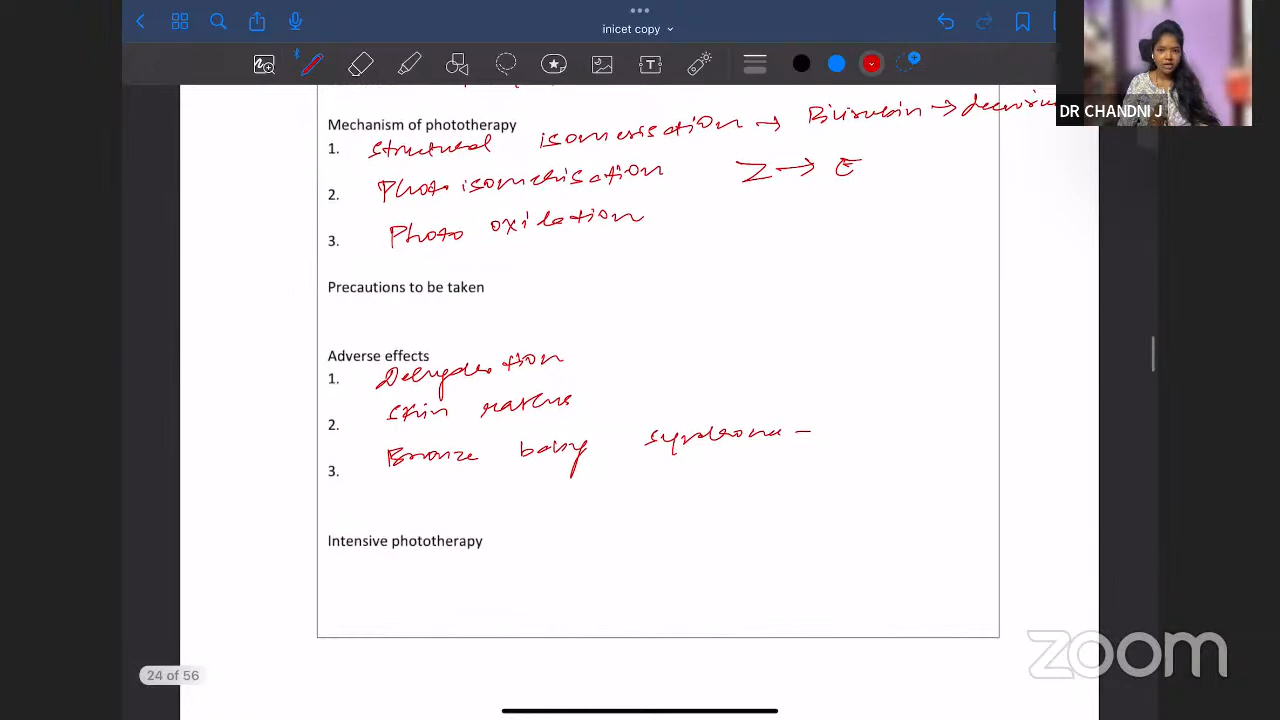 inicet copy
DR CHANDNI J
Mechanism of phototherapy
1. Structural isomerisation → Bilirubin →
2. Photo isomerisation Z → E
3. Photo oxidation
Precautions to be taken
Adverse effects
1. Dehydration
2. Skin rashes
3. Bronze baby syndrome -
Intensive phototherapy
24 of 56
zoom